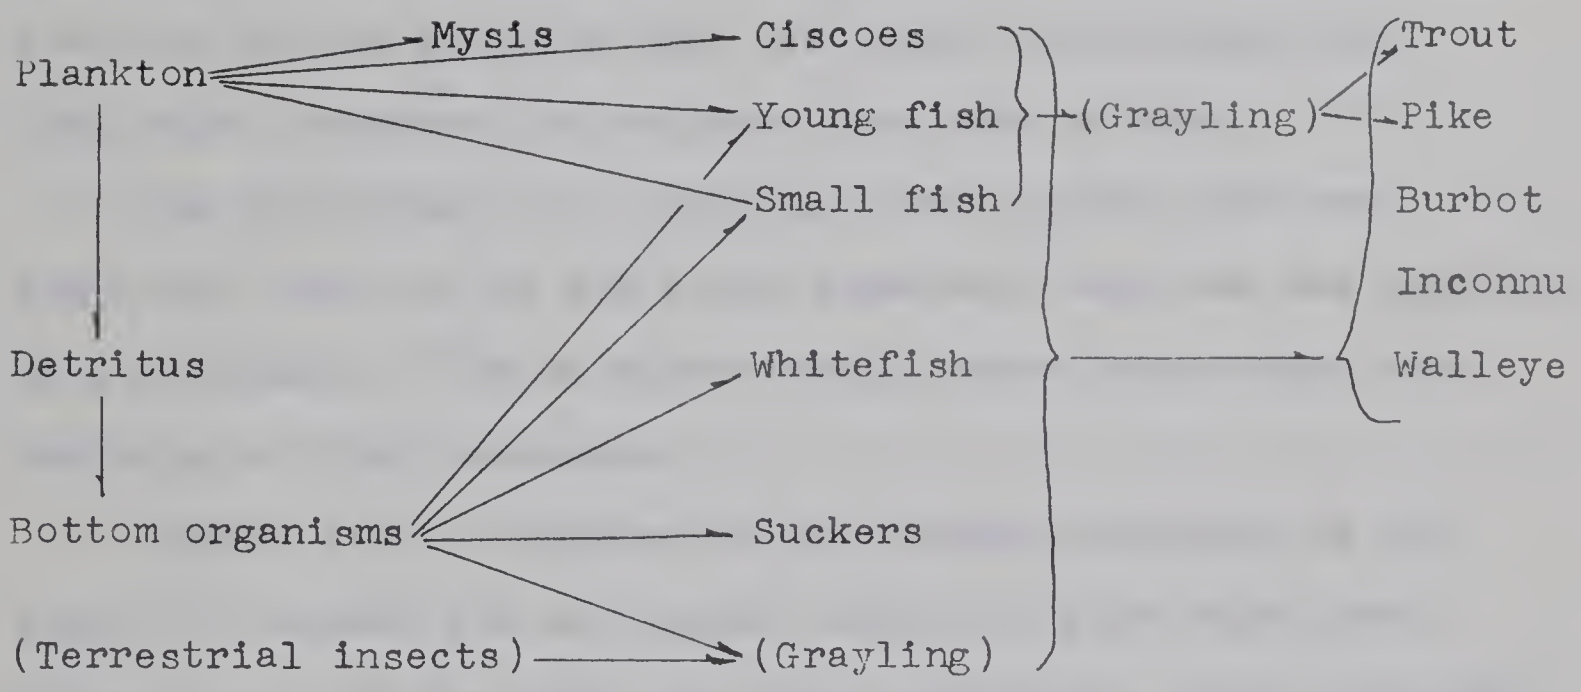 Mysis Ciscoes Trout
Plankton
Young fish (Grayling) Pike
Small fish Burbot
Inconnu
Detritus Whitefish Walleye
Bottom organisms Suckers
(Terrestrial insects) (Grayling)